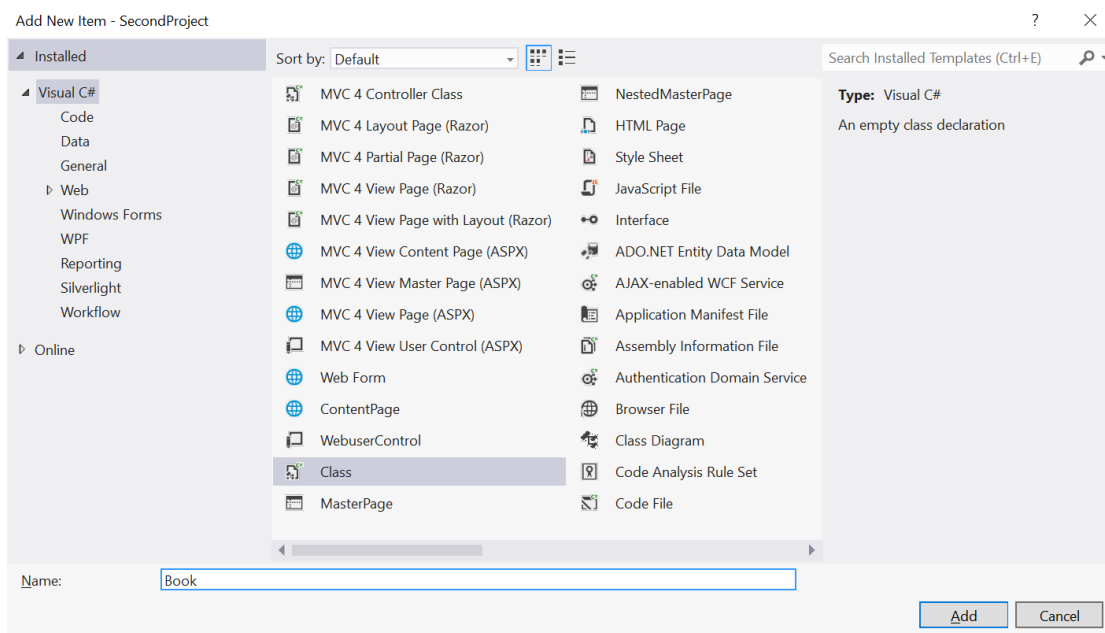 Add New Item - SecondProject
?
Installed
Sort by: Default
Search Installed Templates (Ctrl+E)
Visual C#
Code
Data
General
Web
Windows Forms
WPF
Reporting
Silverlight
Workflow
Online
MVC 4 Controller Class
MVC 4 Layout Page (Razor)
MVC 4 Partial Page (Razor)
MVC 4 View Page (Razor)
MVC 4 View Page with Layout (Razor)
MVC 4 View Content Page (ASPX)
MVC 4 View Master Page (ASPX)
MVC 4 View Page (ASPX)
MVC 4 View User Control (ASPX)
Web Form
ContentPage
WebuserControl
Class
MasterPage
NestedMasterPage
HTML Page
Style Sheet
JavaScript File
Interface
ADO.NET Entity Data Model
AJAX-enabled WCF Service
Application Manifest File
Assembly Information File
Authentication Domain Service
Browser File
Class Diagram
Code Analysis Rule Set
Code File
Type: Visual C#
An empty class declaration
Name: Book
Add
Cancel